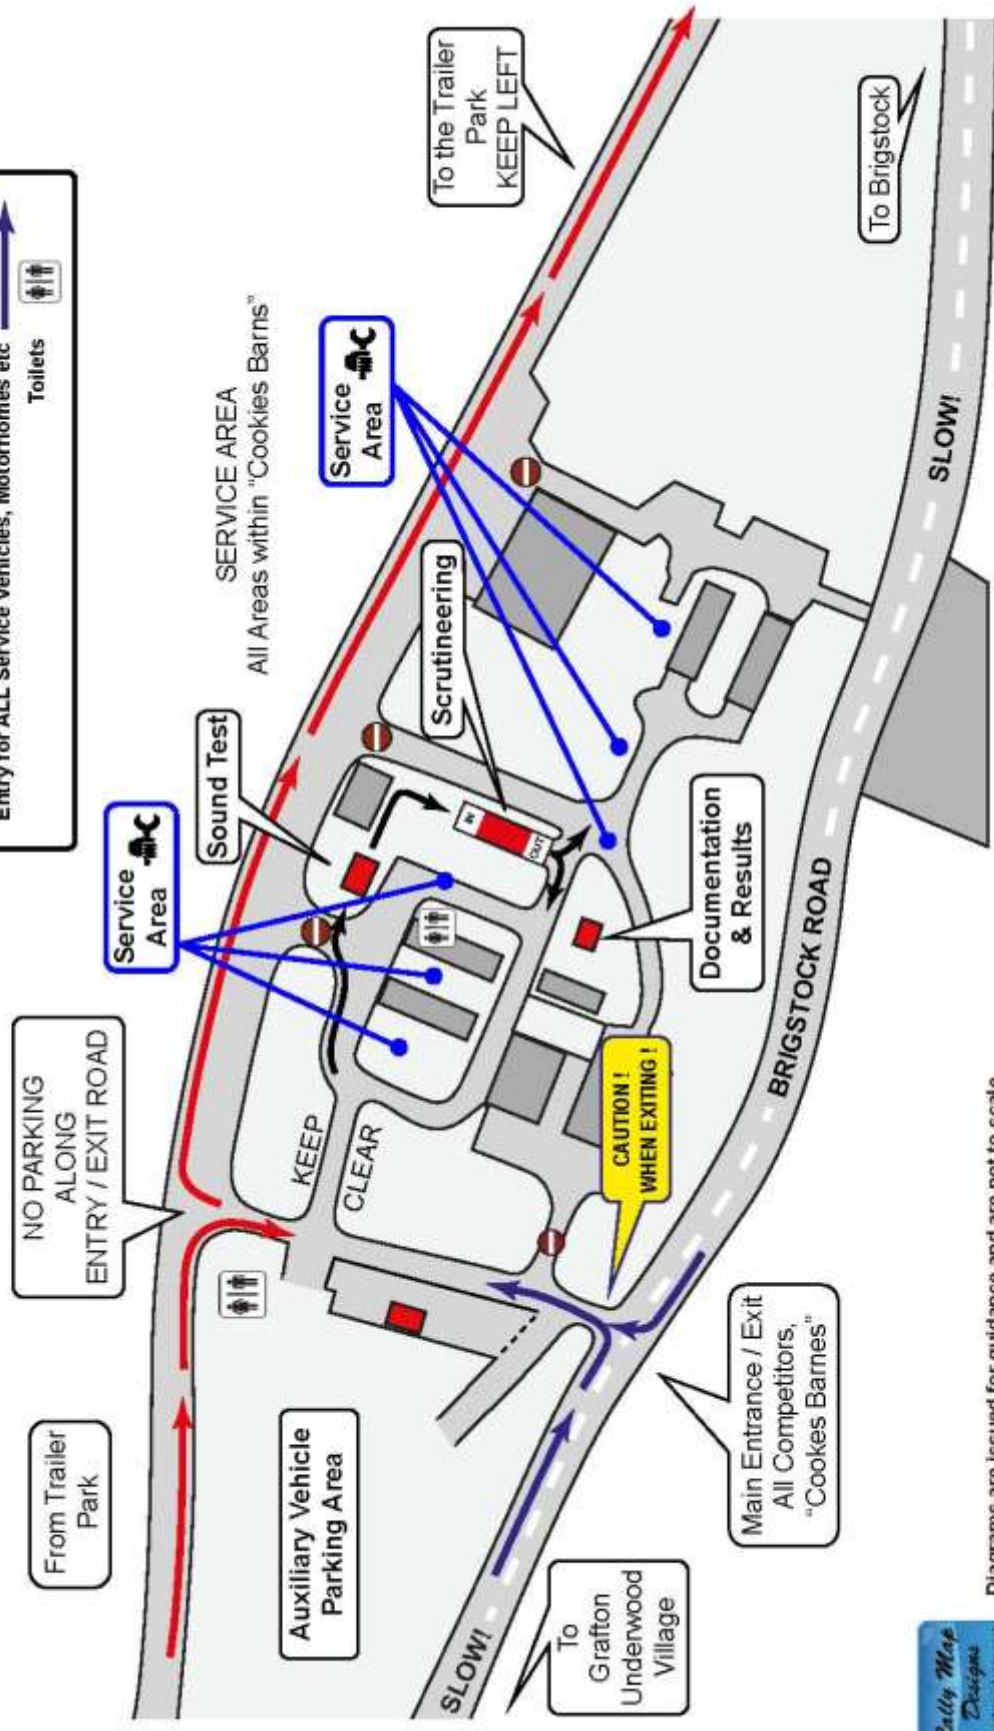 Entry for ALL Service Vehicles, Motorhomes etc
Toilets
From Trailer
Park
NO PARKING
ALONG
ENTRY / EXIT ROAD
Service
Area
Sound Test
SERVICE AREA
All Areas within "Cookies Barns"
Service
Area
To the Trailer
Park
KEEP LEFT
KEEP
CLEAR
Scrutineering
IN
OUT
Auxiliary Vehicle
Parking Area
Documentation
& Results
CAUTION !
WHEN EXITING !
To Brigstock
SLOW!
BRIGSTOCK ROAD
SLOW!
To
Grafton
Underwood
Village
Main Entrance / Exit
All Competitors,
"Cookes Barnes"
Rally Map
Designs
Diagrams are issued for guidance and are not to scale